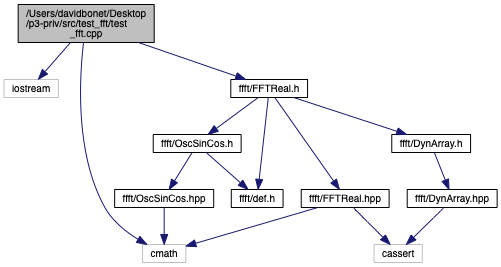 /Users/davidbonet/Desktop
/p3-priv/src/test_fft/test
_fft.cpp
iostream
ffft/FFTReal.h
ffft/OscSinCos.h
ffft/DynArray.h
ffft/OscSinCos.hpp
ffft/def.h
ffft/FFTReal.hpp
ffft/DynArray.hpp
cmath
cassert